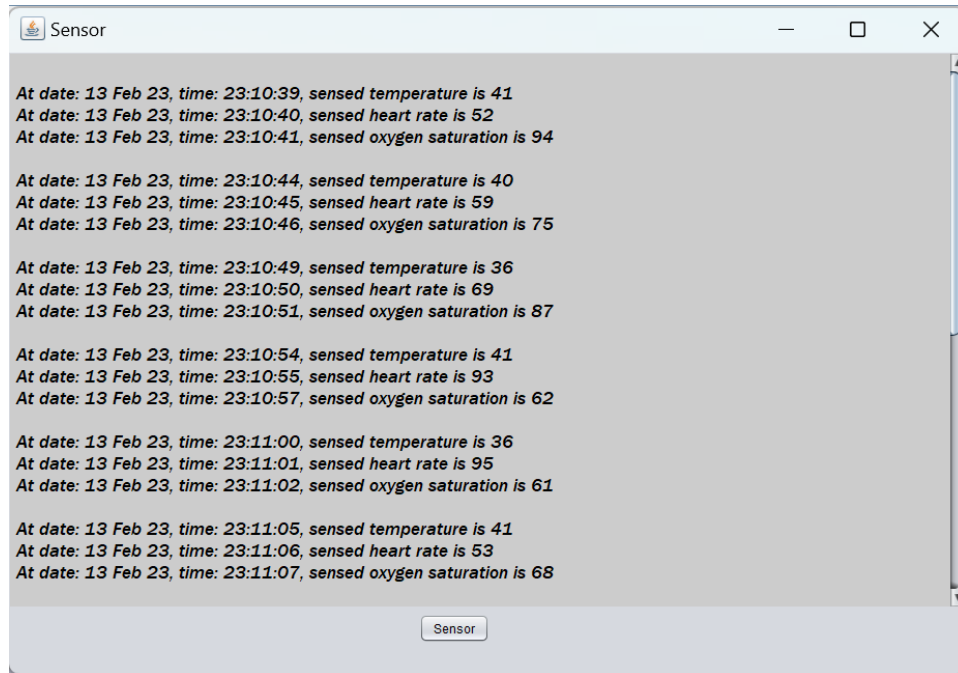 Sensor
At date: 13 Feb 23, time: 23:10:39, sensed temperature is 41
At date: 13 Feb 23, time: 23:10:40, sensed heart rate is 52
At date: 13 Feb 23, time: 23:10:41, sensed oxygen saturation is 94
At date: 13 Feb 23, time: 23:10:44, sensed temperature is 40
At date: 13 Feb 23, time: 23:10:45, sensed heart rate is 59
At date: 13 Feb 23, time: 23:10:46, sensed oxygen saturation is 75
At date: 13 Feb 23, time: 23:10:49, sensed temperature is 36
At date: 13 Feb 23, time: 23:10:50, sensed heart rate is 69
At date: 13 Feb 23, time: 23:10:51, sensed oxygen saturation is 87
At date: 13 Feb 23, time: 23:10:54, sensed temperature is 41
At date: 13 Feb 23, time: 23:10:55, sensed heart rate is 93
At date: 13 Feb 23, time: 23:10:57, sensed oxygen saturation is 62
At date: 13 Feb 23, time: 23:11:00, sensed temperature is 36
At date: 13 Feb 23, time: 23:11:01, sensed heart rate is 95
At date: 13 Feb 23, time: 23:11:02, sensed oxygen saturation is 61
At date: 13 Feb 23, time: 23:11:05, sensed temperature is 41
At date: 13 Feb 23, time: 23:11:06, sensed heart rate is 53
At date: 13 Feb 23, time: 23:11:07, sensed oxygen saturation is 68
Sensor